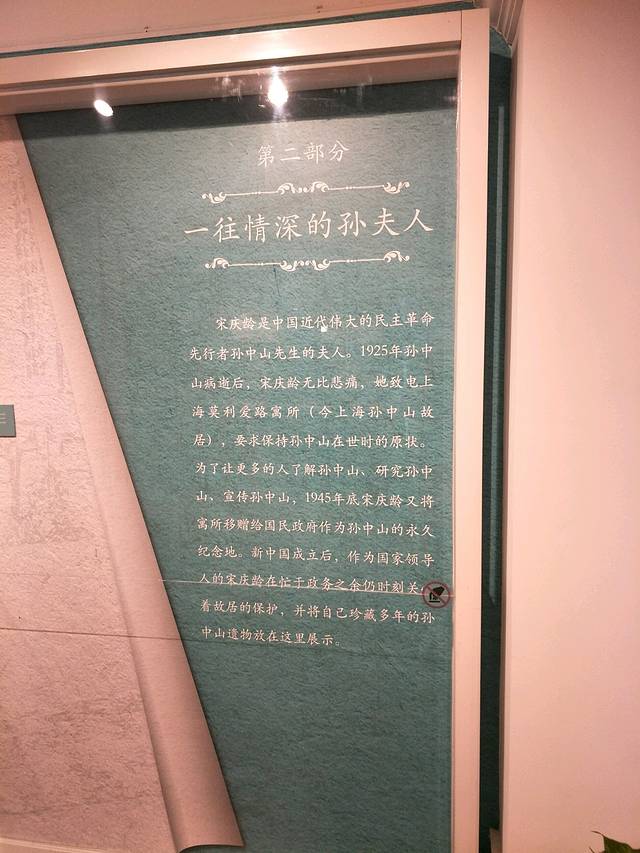 第二部分
一往情深的孙夫人
宋庆龄是中国近代伟大的民主革命
先行者孙中山先生的夫人。1925年孙中
山病逝后，宋庆龄无比悲痛，她致电上
海莫利爱路寓所（今上海孙中山故
居），要求保持孙中山在世时的原状。
为了让更多的人了解孙中山、研究孙中
山、宣传孙中山，1945年底宋庆龄又将
寓所移赠给国民政府作为孙中山的永久
纪念地。新中国成立后，作为国家领导
人的宋庆龄在忙于政务之余仍时刻关
着故居的保护，并将自己珍藏多年的孙
中山遗物放在这里展示。